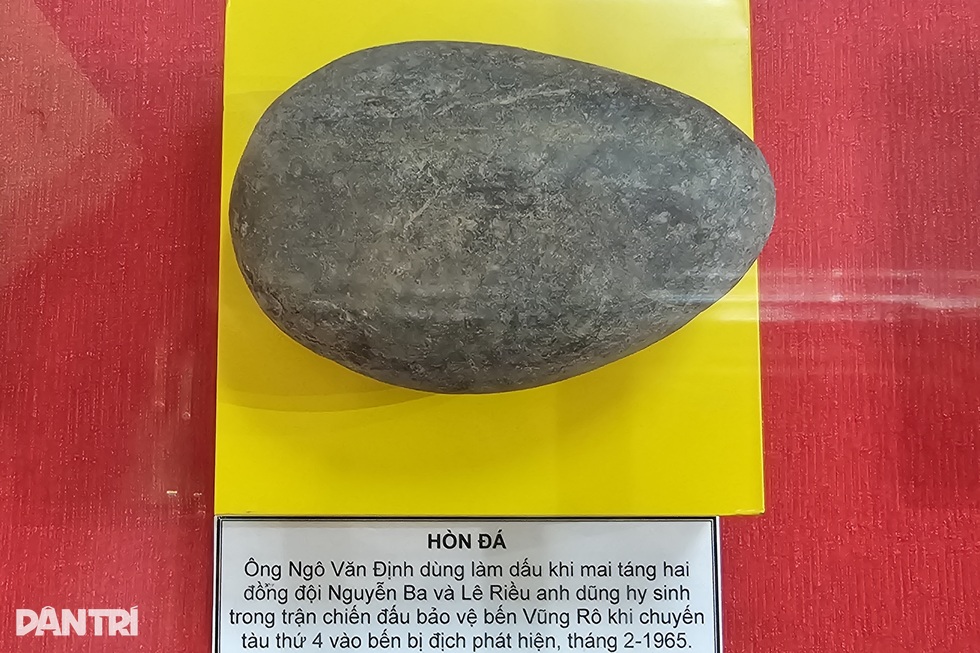 HÒN ĐÁ
Ông Ngô Văn Định dùng làm dấu khi mai táng hai
đồng đội Nguyễn Ba và Lê Riều anh dũng hy sinh
trong trận chiến đấu bảo vệ bến Vũng Rô khi chuyến
tàu thứ 4 vào bến bị địch phát hiện, tháng 2-1965.
DÂN TRÍ